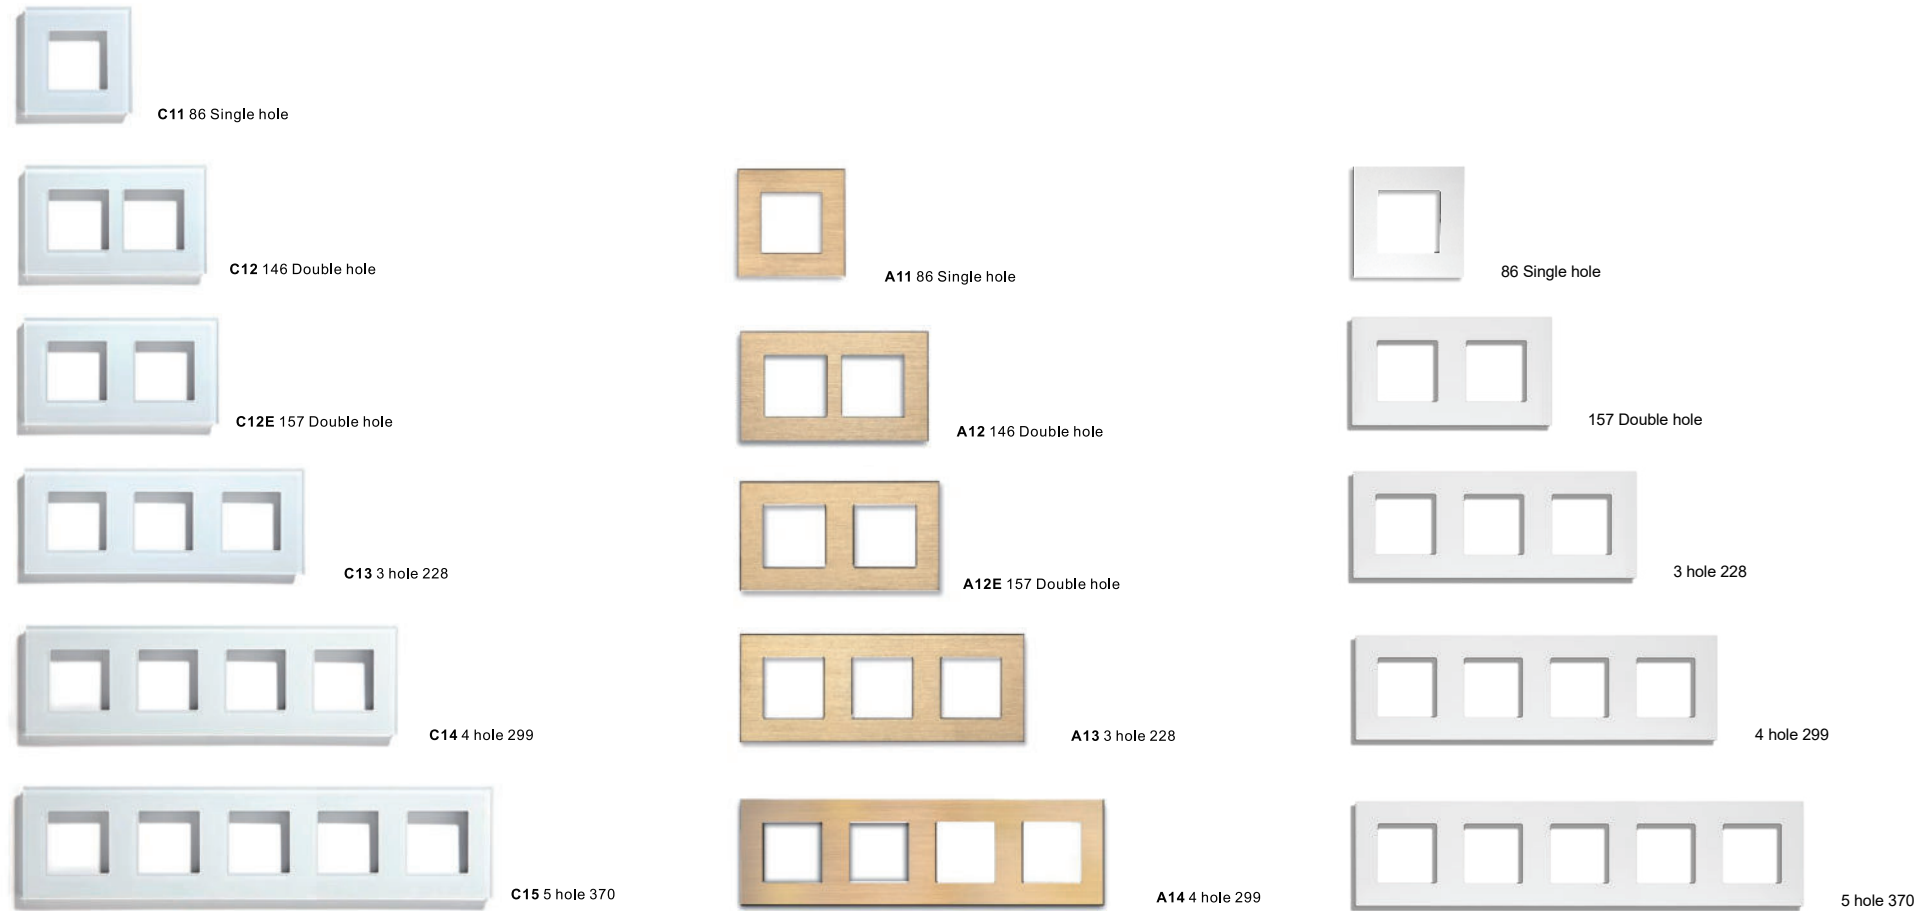 C11 86 Single hole
C12 146 Double hole
C12E 157 Double hole
C13 3 hole 228
C14 4 hole 299
C15 5 hole 370
A11 86 Single hole
A12 146 Double hole
A12E 157 Double hole
A13 3 hole 228
A14 4 hole 299
86 Single hole
157 Double hole
3 hole 228
4 hole 299
5 hole 370